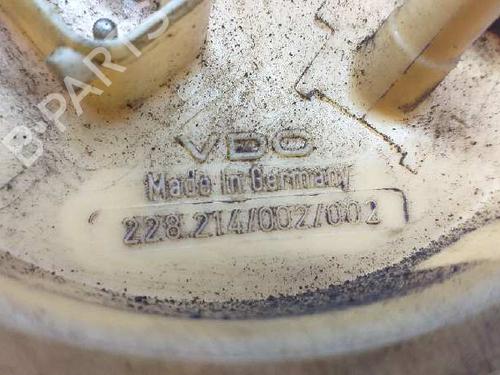 VDO
Made in Germany
228.214/002/002
B-PARTS